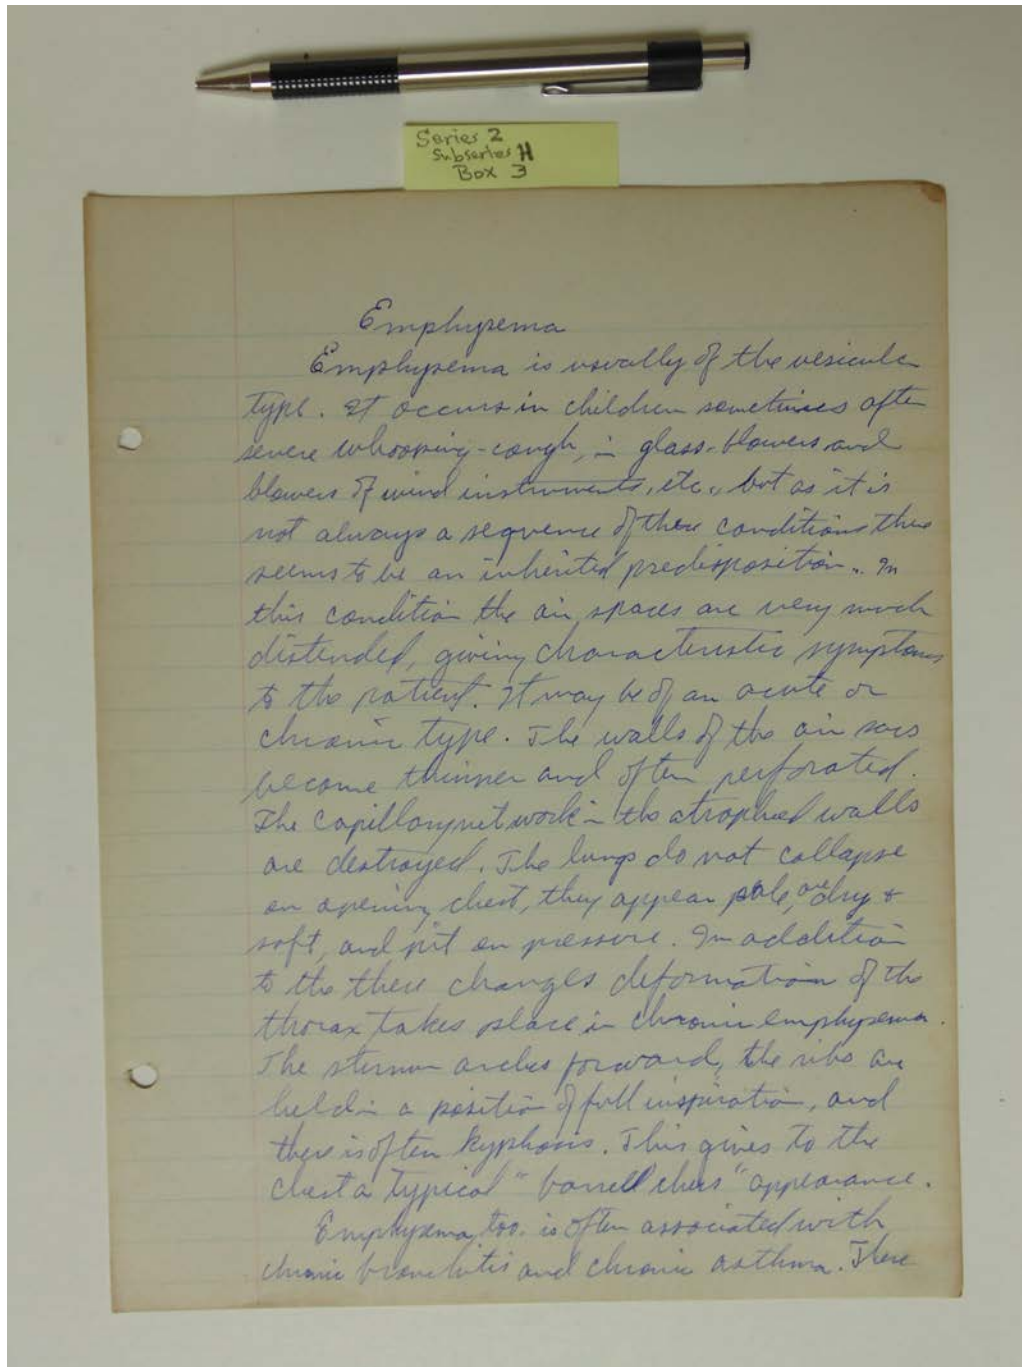 Series 2
Subseries H
Box 3
Emphysema
Emphysema is usually of the vesicular
type. It occurs in children sometimes after
severe whooping-cough, in glass-blowers and
blowers of wind instruments, etc., but as it is
not always a sequence of these conditions there
seems to be an inherited predisposition. In
this condition the air spaces are very much
distended, giving characteristic symptoms
to the patient. It may be of an acute or
chronic type. The walls of the air sacs
become thinner and often perforated.
The capillary network in the atrophied walls
are destroyed. The lungs do not collapse
on opening chest, they appear pale, are dry &
soft, and pit on pressure. In addition
to the these changes deformation of the
thorax takes place in chronic emphysema.
The sternum arches forward, the ribs are
held in a position of full inspiration, and
there is often kyphosis. This gives to the
chest a typical "barrell ches" appearance.
Emphysema, too. is often associated with
chronic bronchitis and chronic asthma. There